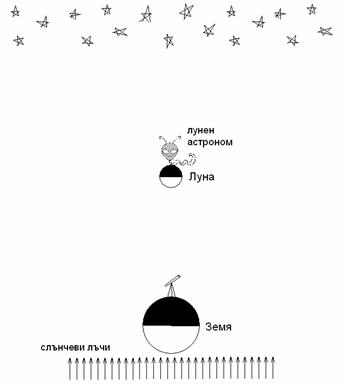 лунен
астроном
Луна
Земя
слънчеви лъчи